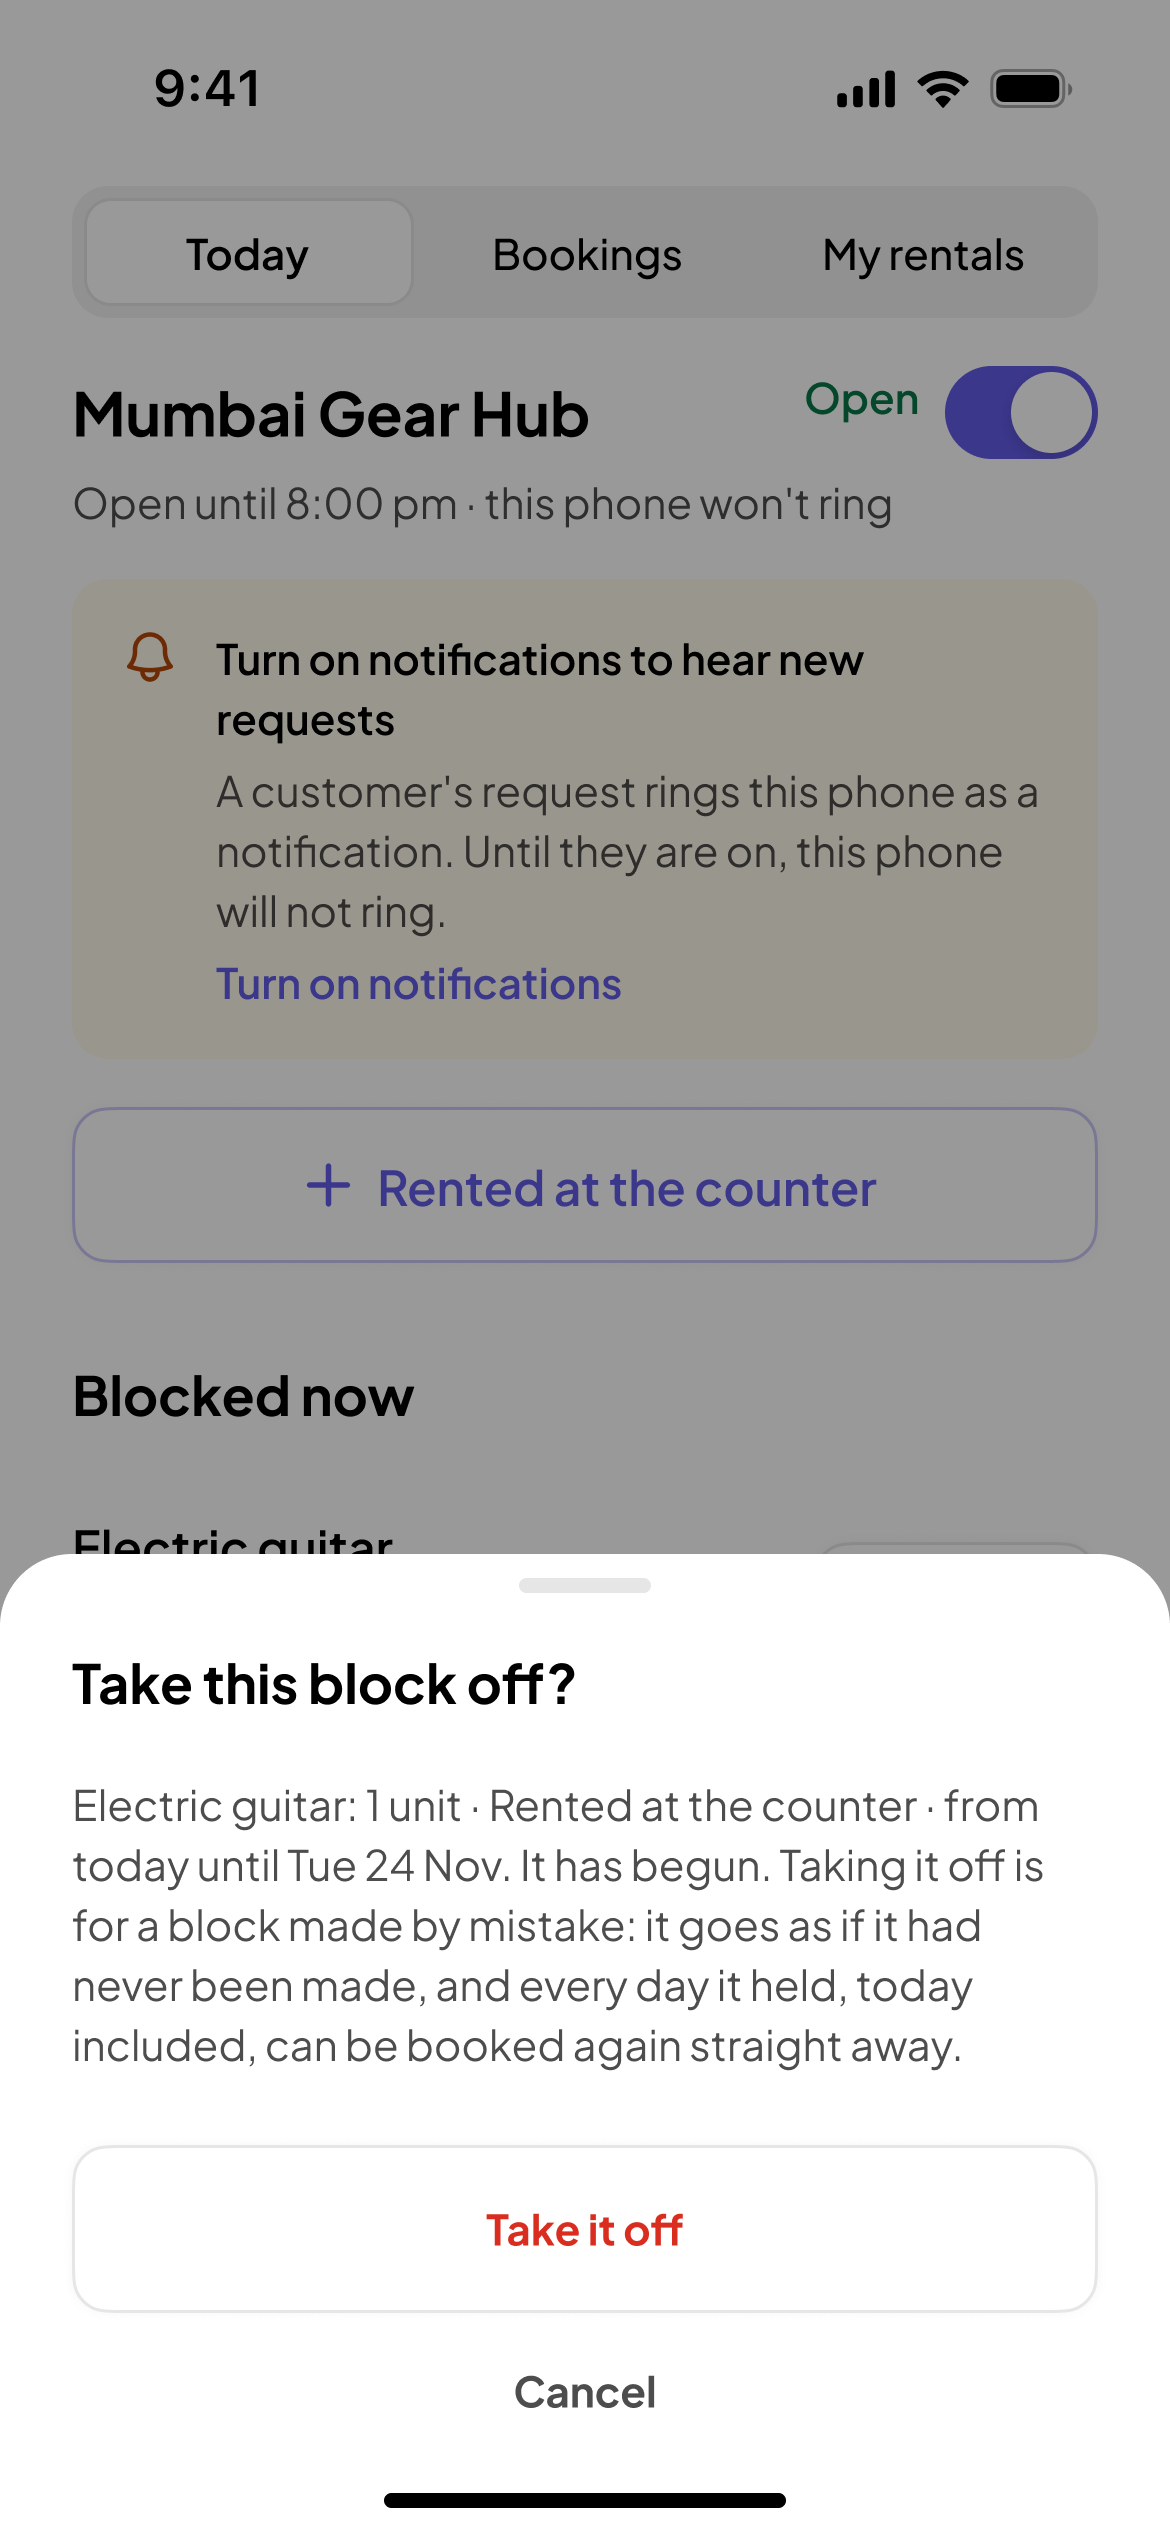 9:41
Today
Bookings
My rentals
Mumbai Gear Hub
Open
Open until 8:00 pm · this phone won't ring
Turn on notifications to hear new
requests
A customer's request rings this phone as a
notification. Until they are on, this phone
will not ring.
Turn on notifications
+ Rented at the counter
Blocked now
Electric guitar
Take this block off?
Electric guitar: 1 unit · Rented at the counter · from
today until Tue 24 Nov. It has begun. Taking it off is
for a block made by mistake: it goes as if it had
never been made, and every day it held, today
included, can be booked again straight away.
Take it off
Cancel